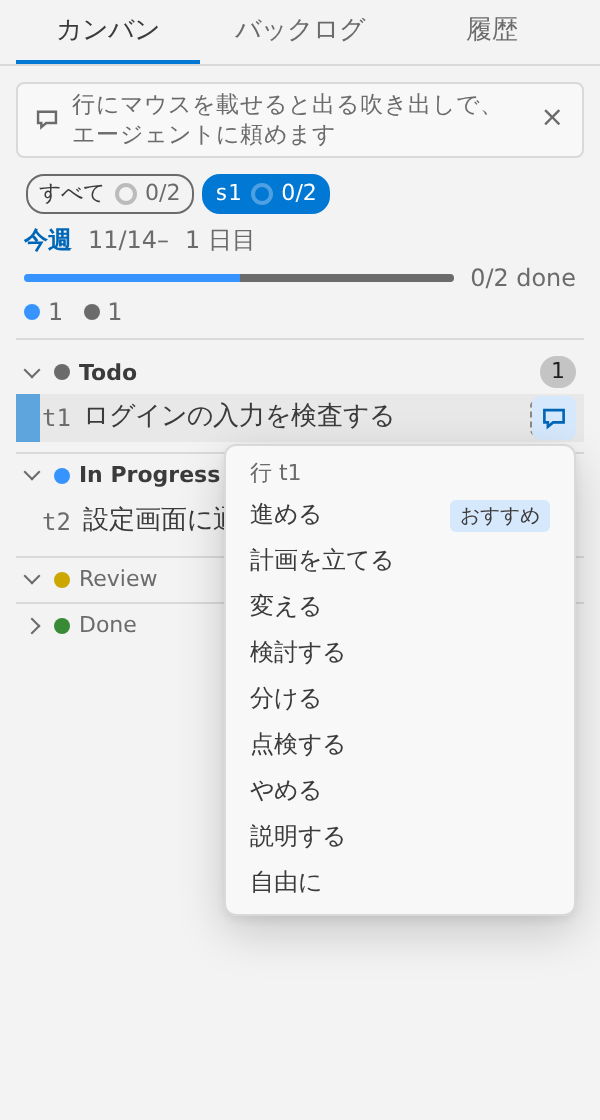 カンバン バックログ 履歴
行にマウスを載せると出る吹き出しで、
エージェントに頼めます
すべて 0/2 s1 0/2
今週 11/14– 1 日目
0/2 done
1 1
Todo 1
t1 ログインの入力を検査する
In Progress
t2 設定画面に
Review
Done
行 t1
進める おすすめ
計画を立てる
変える
検討する
分ける
点検する
やめる
説明する
自由に